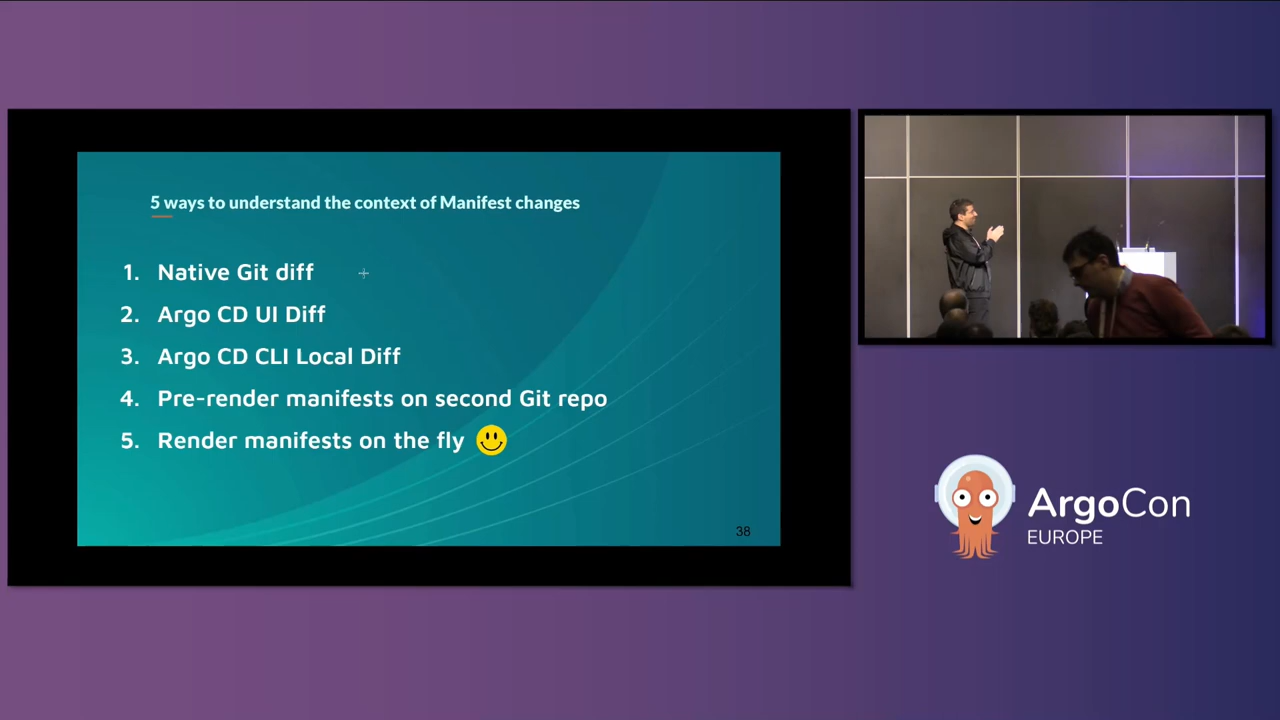 5 ways to understand the context of Manifest changes
1. Native Git diff
2. Argo CD UI Diff
3. Argo CD CLI Local Diff
4. Pre-render manifests on second Git repo
5. Render manifests on the fly
38
ArgoCon
EUROPE